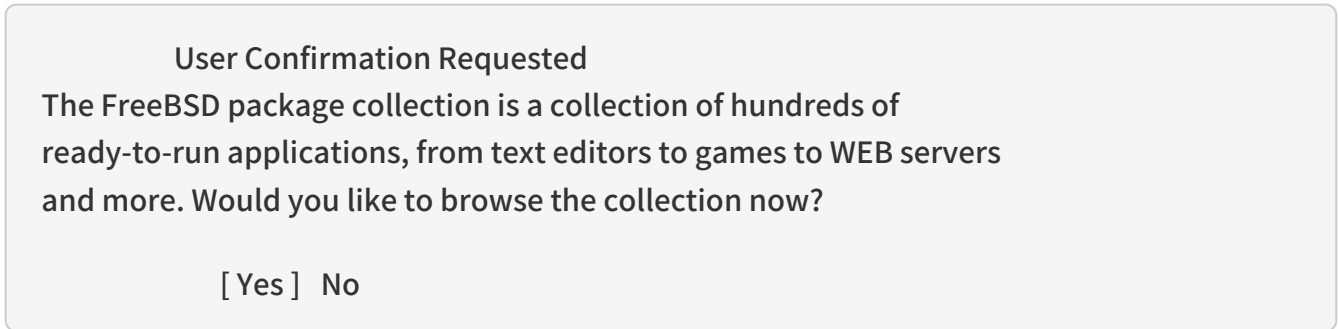 User Confirmation Requested
The FreeBSD package collection is a collection of hundreds of
ready-to-run applications, from text editors to games to WEB servers
and more. Would you like to browse the collection now?
[ Yes ] No